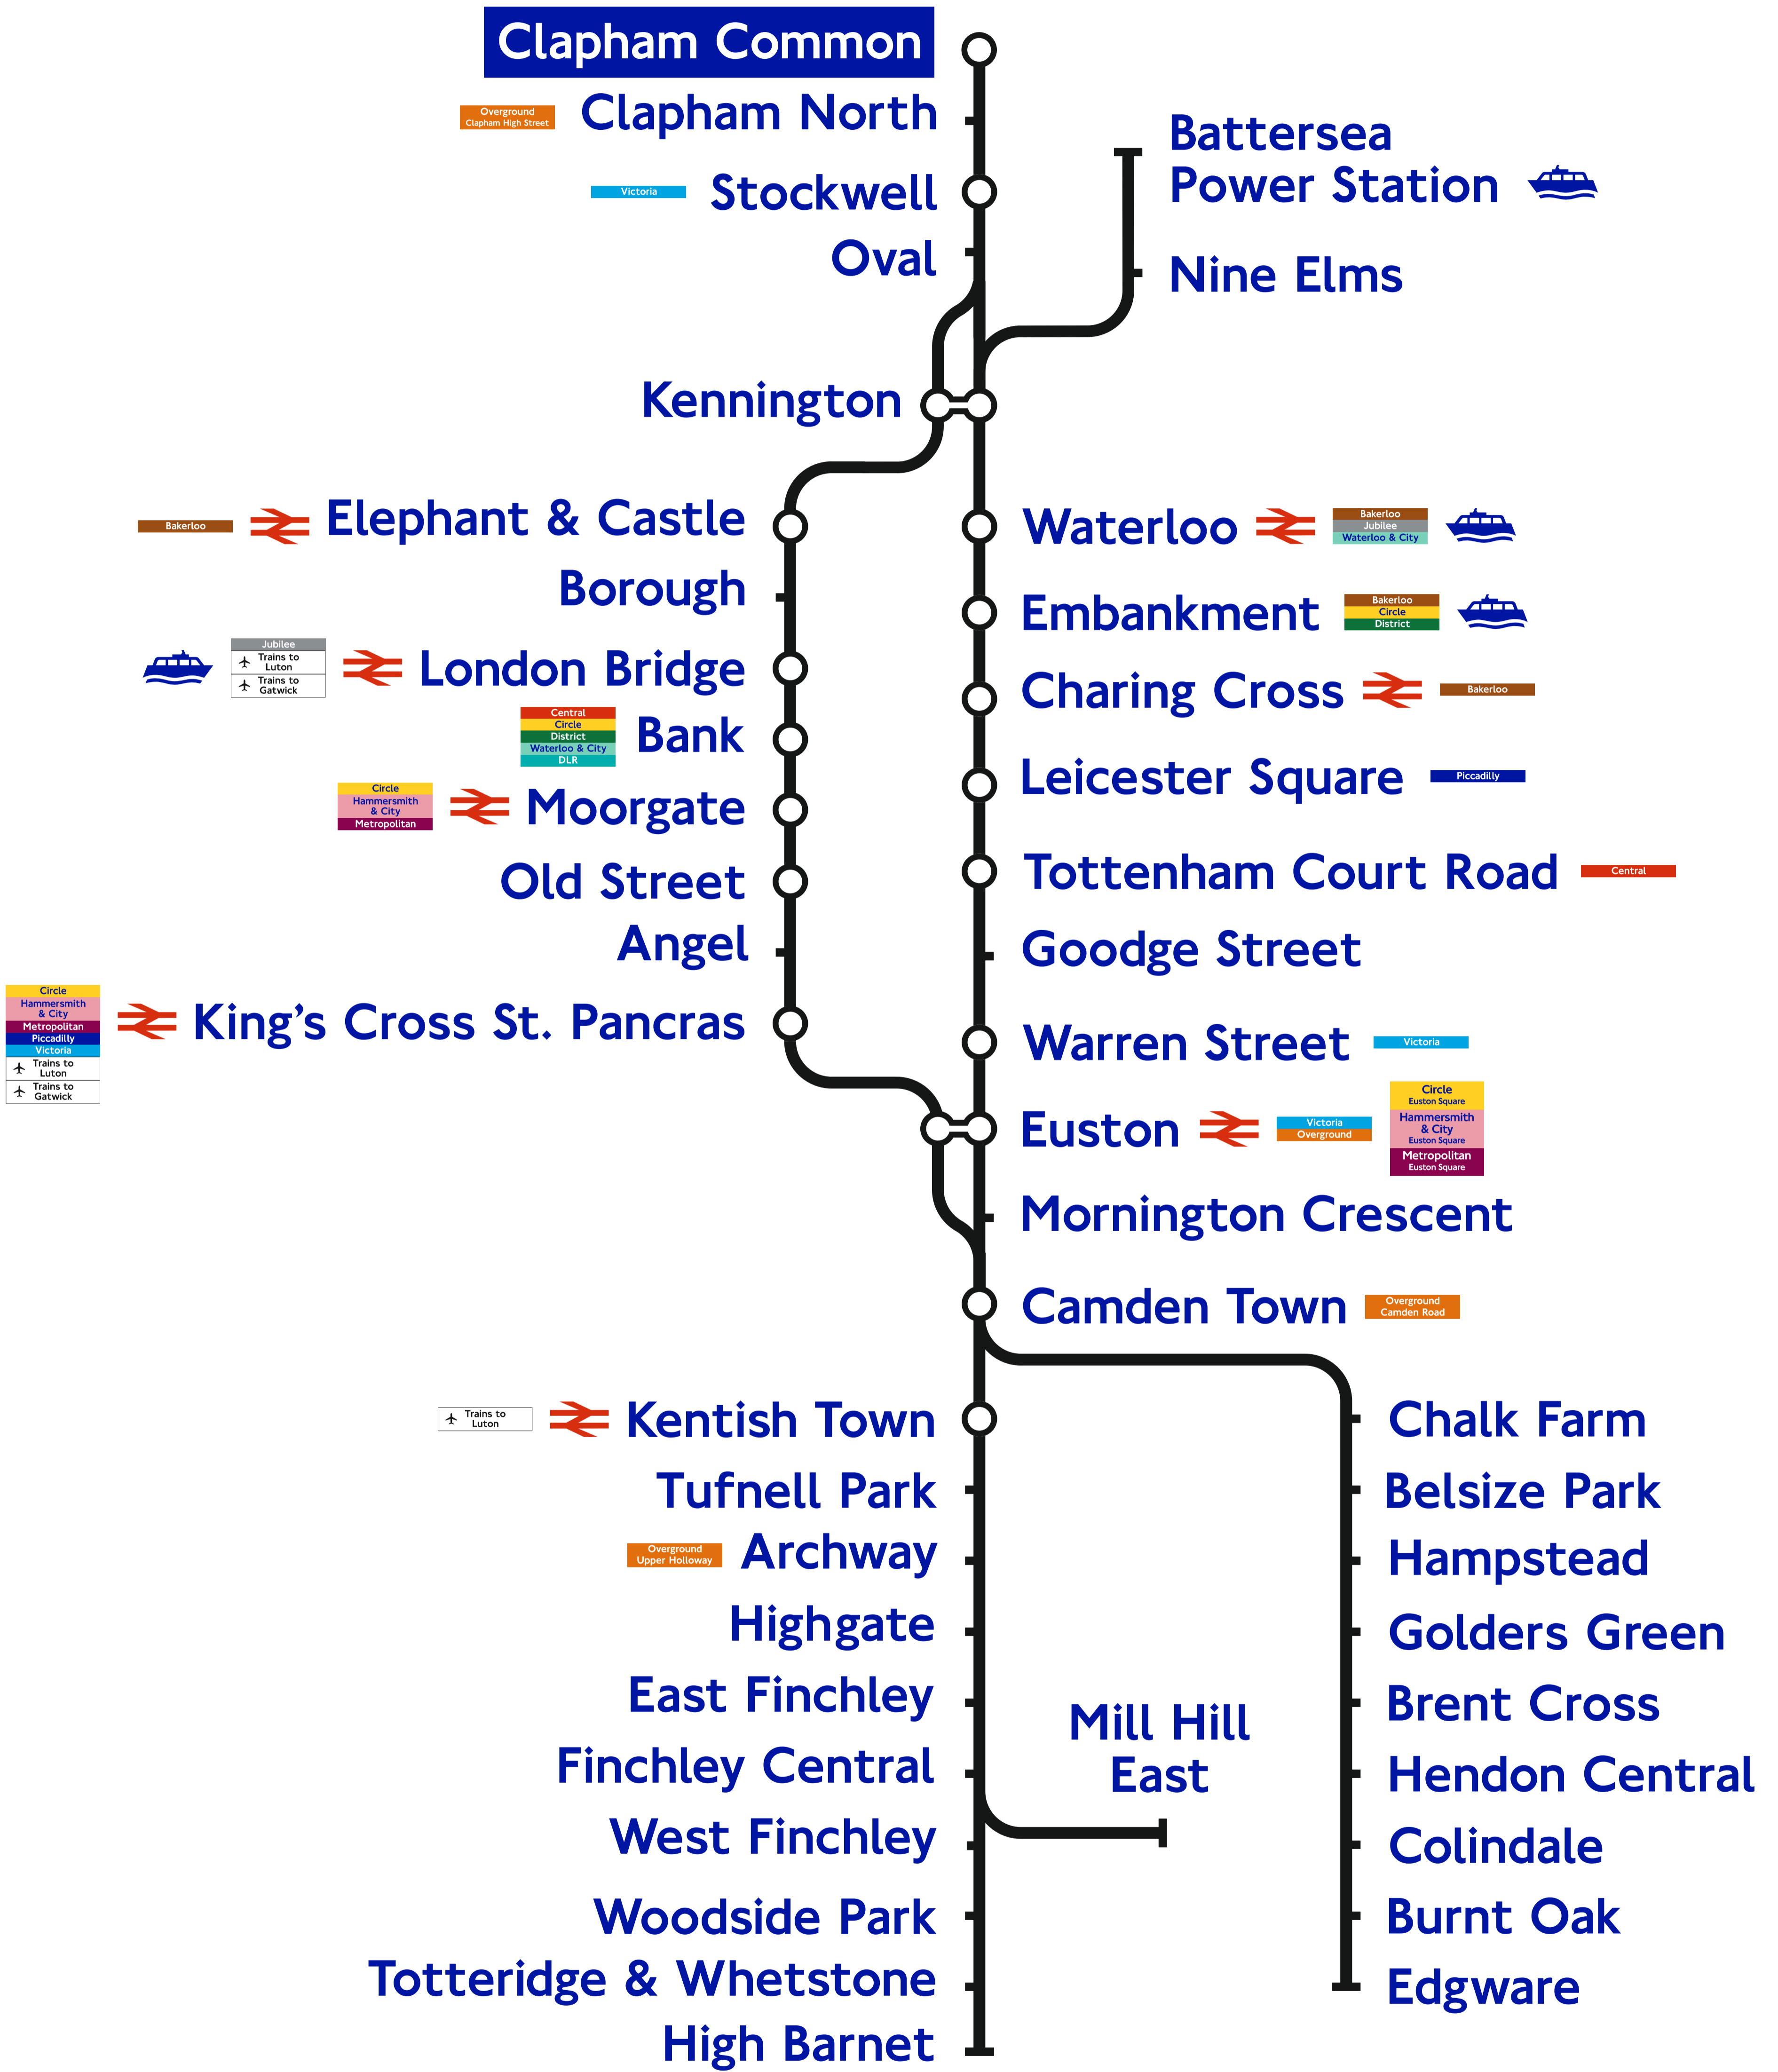 Clapham Common
Overground
Clapham High Street
Clapham North
Battersea
Power Station
Victoria
Stockwell
Oval
Nine Elms
Kennington
Bakerloo
Elephant & Castle
Waterloo
Bakerloo
Jubilee
Waterloo & City
Borough
Embankment
Bakerloo
Circle
District
Jubilee
Trains to
Luton
Trains to
Gatwick
London Bridge
Charing Cross
Bakerloo
Central
Circle
District
Waterloo & City
DLR
Bank
Leicester Square
Piccadilly
Circle
Hammersmith
& City
Metropolitan
Moorgate
Old Street
Tottenham Court Road
Central
Angel
Goodge Street
Circle
Hammersmith
& City
Metropolitan
Piccadilly
Victoria
Trains to
Luton
Trains to
Gatwick
King's Cross St. Pancras
Warren Street
Victoria
Euston
Victoria
Overground
Circle
Euston Square
Hammersmith
& City
Euston Square
Metropolitan
Euston Square
Mornington Crescent
Camden Town
Overground
Camden Road
Trains to
Luton
Kentish Town
Chalk Farm
Tufnell Park
Belsize Park
Overground
Upper Holloway
Archway
Hampstead
Highgate
Golders Green
East Finchley
Brent Cross
Mill Hill
East
Finchley Central
Hendon Central
West Finchley
Colindale
Woodside Park
Burnt Oak
Totteridge & Whetstone
Edgware
High Barnet